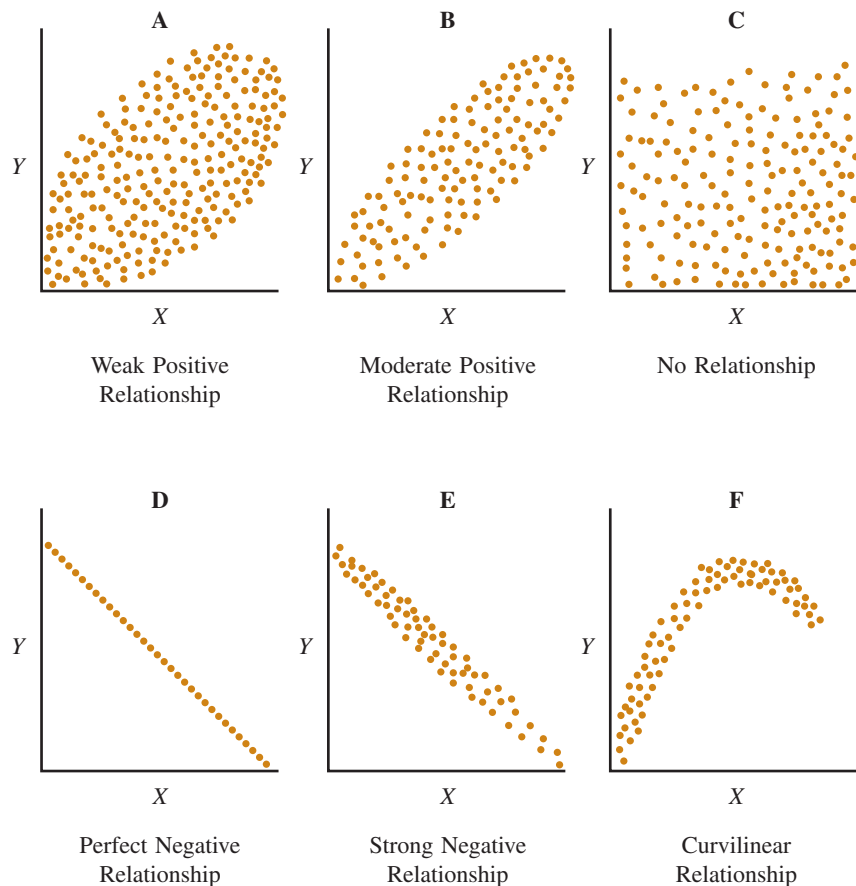 A
B
C
Y
Y
Y
X
X
X
Weak Positive
Relationship
Moderate Positive
Relationship
No Relationship
D
E
F
Y
Y
Y
X
X
X
Perfect Negative
Relationship
Strong Negative
Relationship
Curvilinear
Relationship